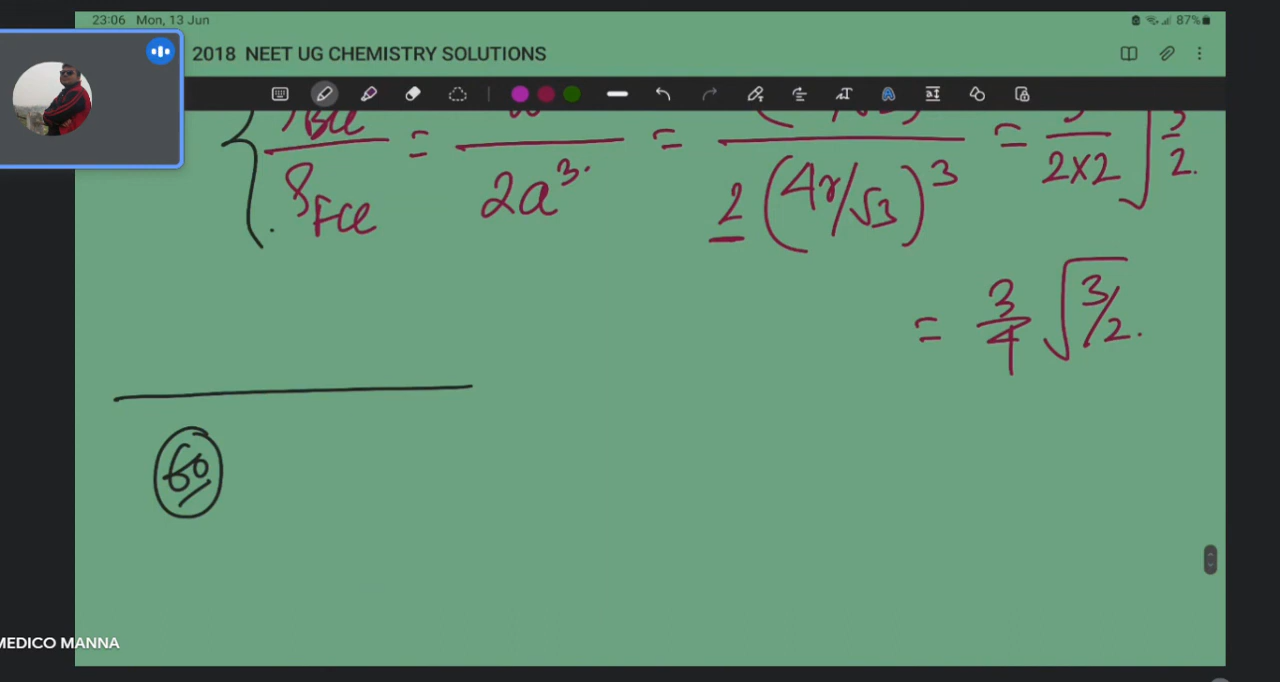 23:06 Mon, 13 Jun
87%
2018 NEET UG CHEMISTRY SOLUTIONS
= = =
ρFCC 2a³ 2(4r/√3)³ 2×2 √3/2.
= 3/4 √3/2.
60
MEDICO MANNA